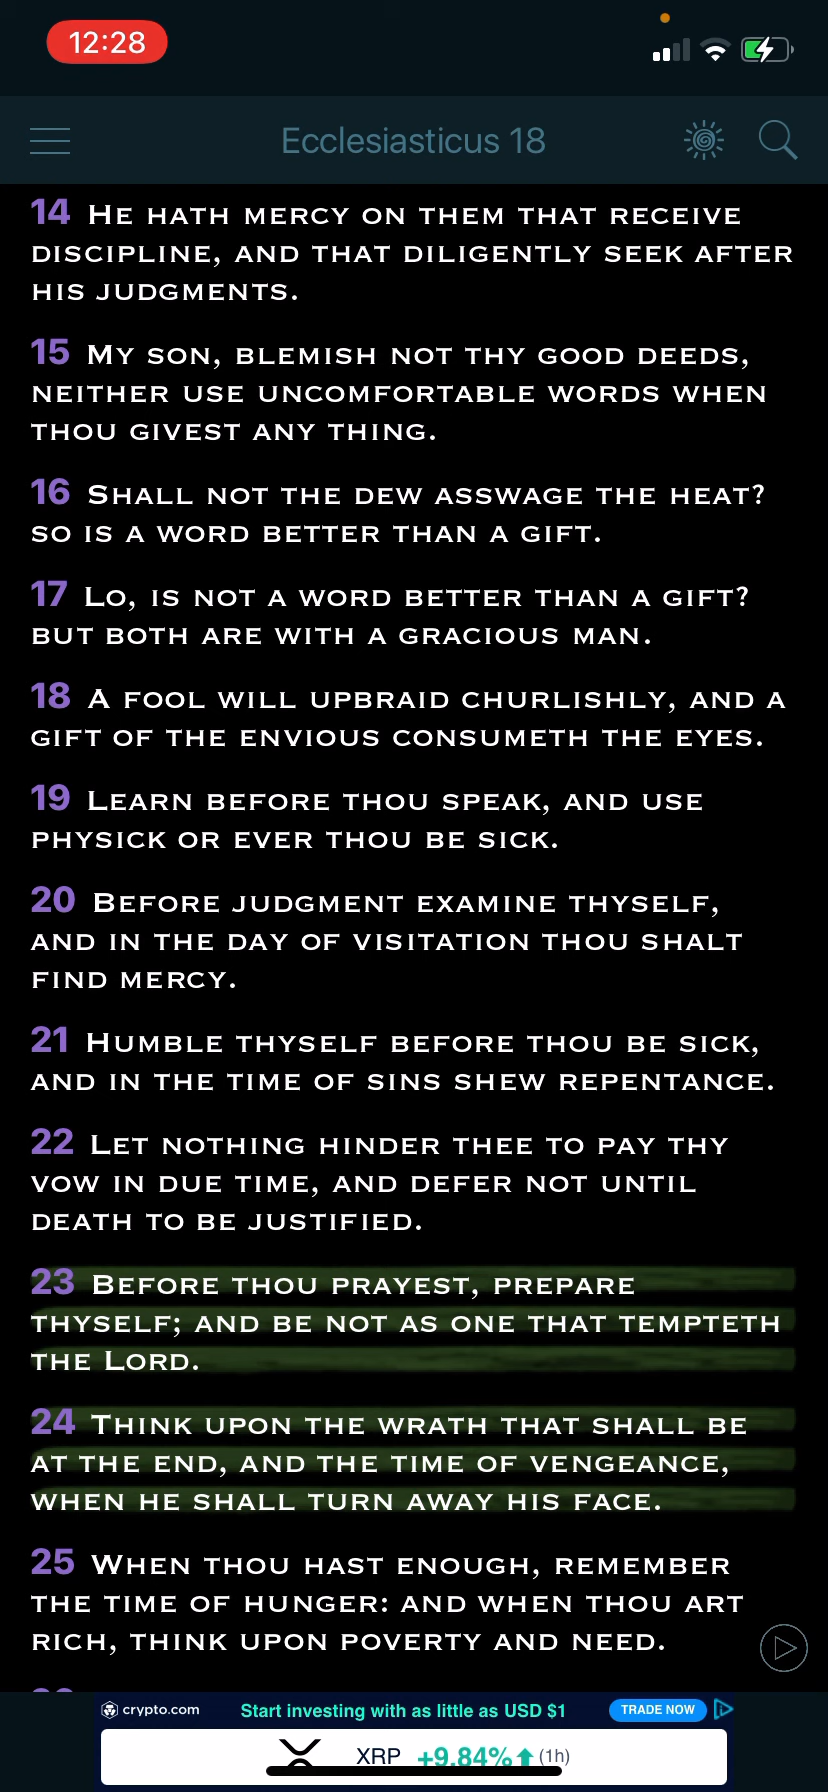 12:28
Ecclesiasticus 18
14 He hath mercy on them that receive
discipline, and that diligently seek after
his judgments.
15 My son, blemish not thy good deeds,
neither use uncomfortable words when
thou givest any thing.
16 Shall not the dew asswage the heat?
so is a word better than a gift.
17 Lo, is not a word better than a gift?
but both are with a gracious man.
18 A fool will upbraid churlishly, and a
gift of the envious consumeth the eyes.
19 Learn before thou speak, and use
physick or ever thou be sick.
20 Before judgment examine thyself,
and in the day of visitation thou shalt
find mercy.
21 Humble thyself before thou be sick,
and in the time of sins shew repentance.
22 Let nothing hinder thee to pay thy
vow in due time, and defer not until
death to be justified.
23 Before thou prayest, prepare
thyself; and be not as one that tempteth
the Lord.
24 Think upon the wrath that shall be
at the end, and the time of vengeance,
when he shall turn away his face.
25 When thou hast enough, remember
the time of hunger: and when thou art
rich, think upon poverty and need.
crypto.com Start investing with as little as USD $1 TRADE NOW
XRP +9.84% (1h)